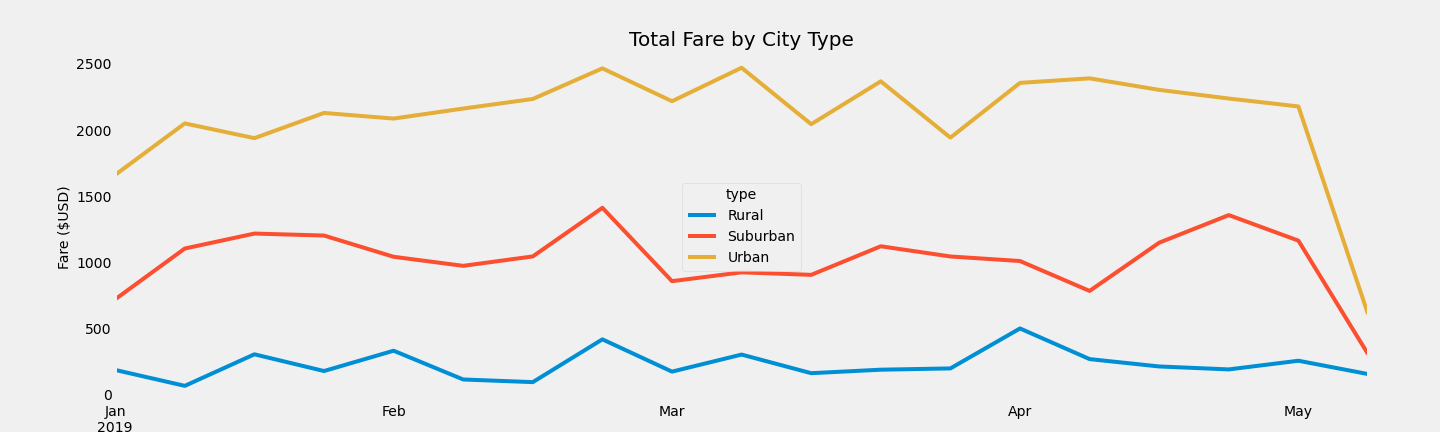 Total Fare by City Type
Fare ($USD)
2500
2000
1500
1000
500
0
type
Rural
Suburban
Urban
Jan Feb Mar Apr May
2019